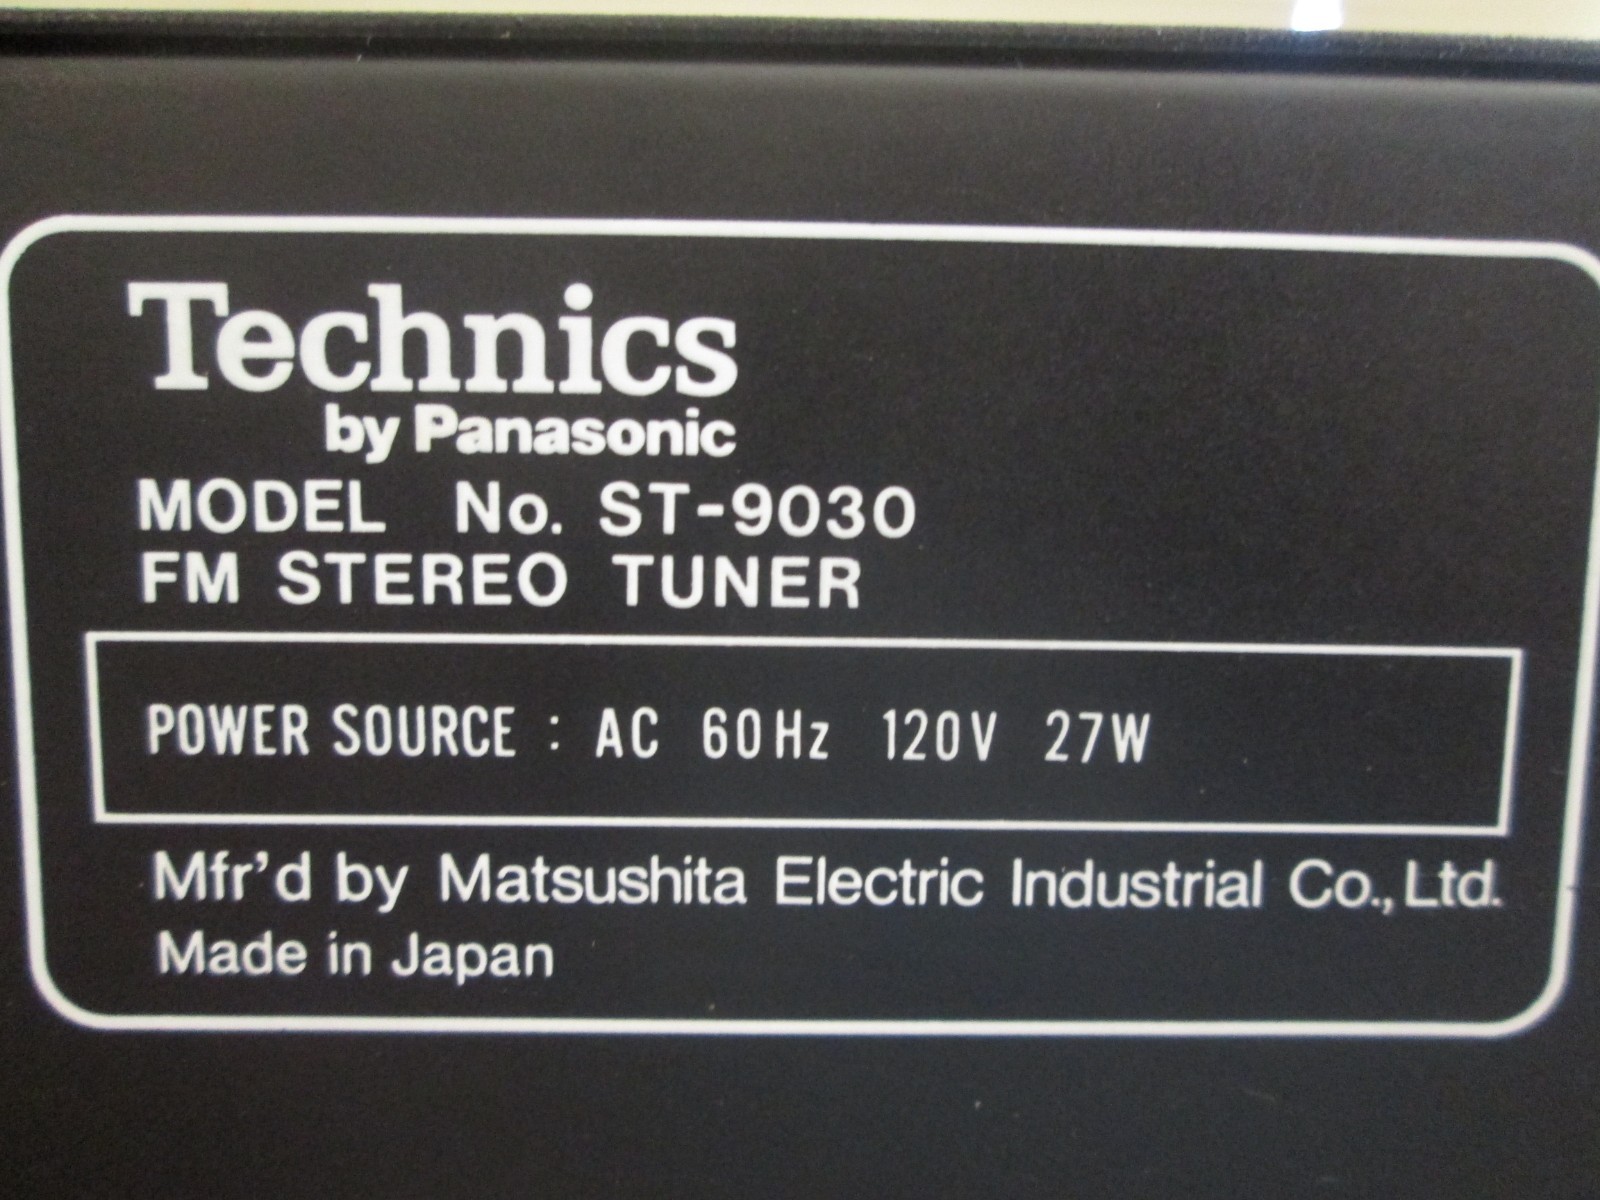 Technics
by Panasonic
MODEL No. ST-9030
FM STEREO TUNER
POWER SOURCE : AC 60Hz 120V 27W
Mfr'd by Matsushita Electric Industrial Co., Ltd.
Made in Japan